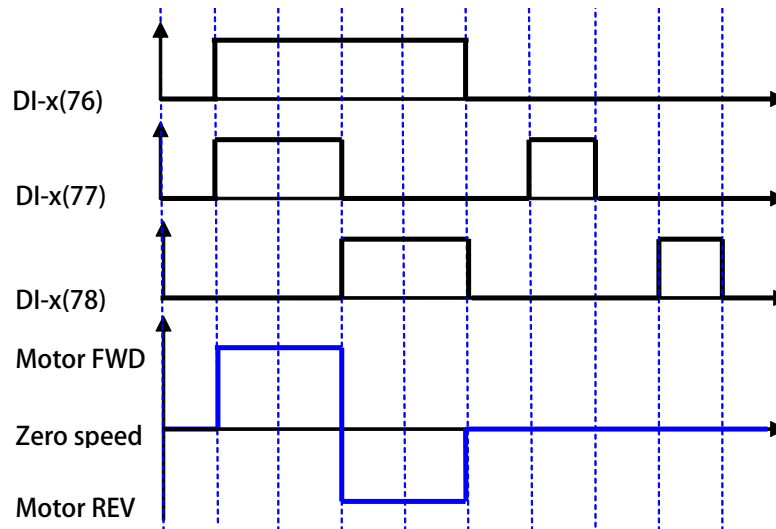 DI-x(76)
DI-x(77)
DI-x(78)
Motor FWD
Zero speed
Motor REV